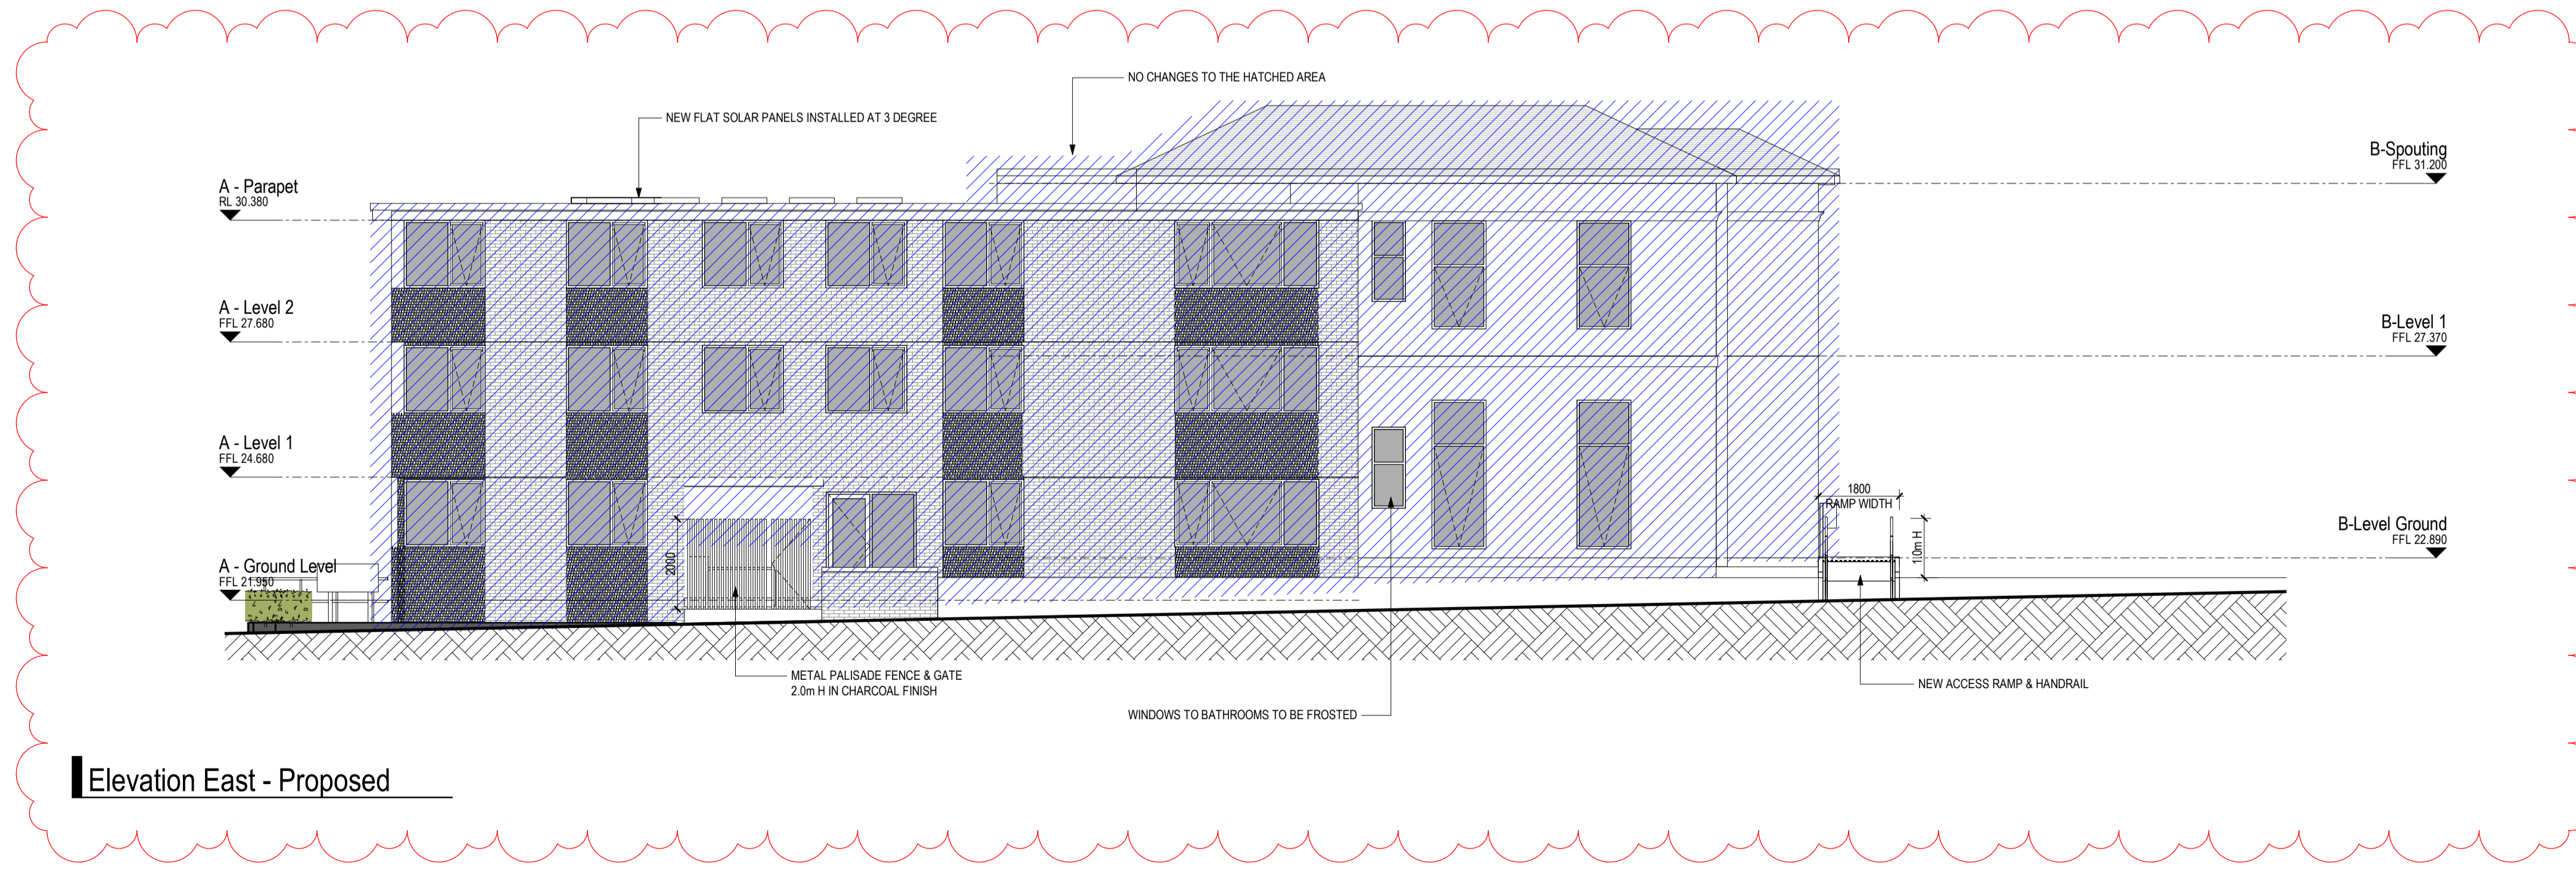 NO CHANGES TO THE HATCHED AREA
NEW FLAT SOLAR PANELS INSTALLED AT 3 DEGREE
B-Spouting
FFL 31.200
A - Parapet
RL 30.380
A - Level 2
FFL 27.680
B-Level 1
FFL 27.370
A - Level 1
FFL 24.680
1800
RAMP WIDTH
B-Level Ground
FFL 22.890
1.0m H
2000
A - Ground Level
FFL 21.950
METAL PALISADE FENCE & GATE
2.0m H IN CHARCOAL FINISH
NEW ACCESS RAMP & HANDRAIL
WINDOWS TO BATHROOMS TO BE FROSTED
Elevation East - Proposed